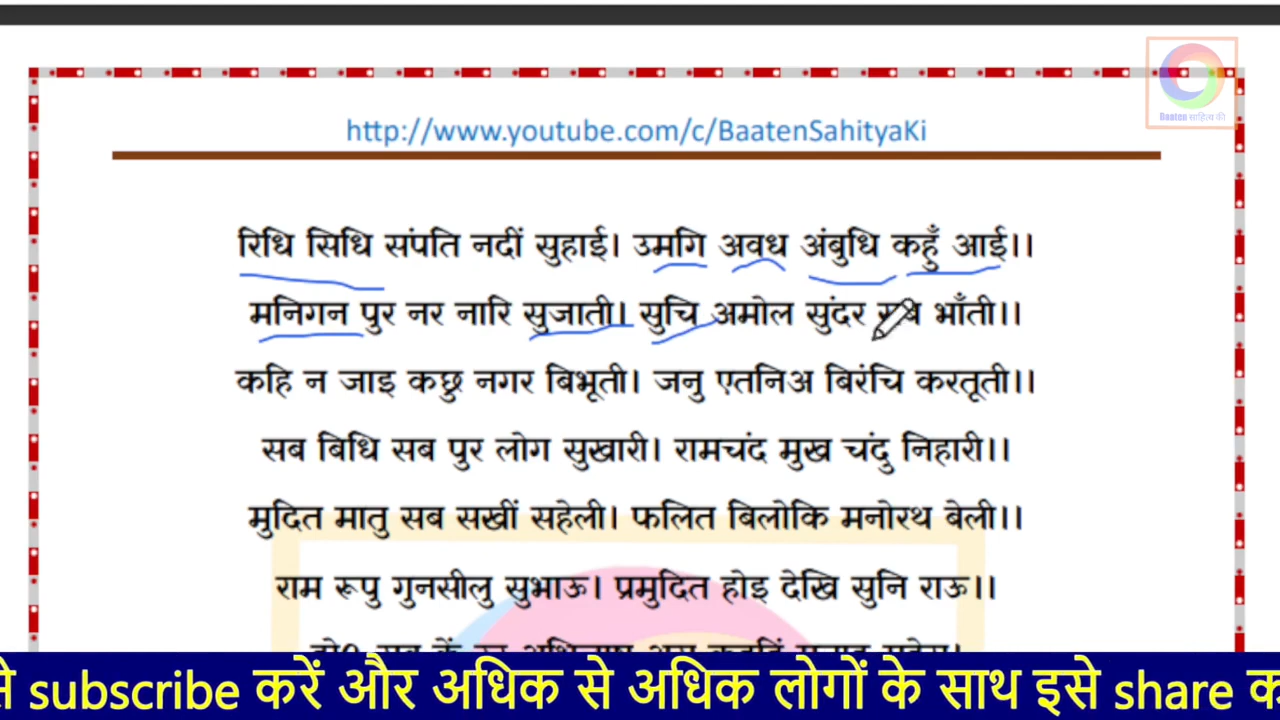 Baaten साहित्य की
http://www.youtube.com/c/BaatenSahityaKi
रिधि सिधि संपति नदीं सुहाई। उमगि अवध अंबुधि कहुँ आई।।
मनिगन पुर नर नारि सुजाती। सुचि अमोल सुंदर सब भाँती।।
कहि न जाइ कछु नगर बिभूती। जनु एतनिअ बिरंचि करतूती।।
सब बिधि सब पुर लोग सुखारी। रामचंद मुख चंदु निहारी।।
मुदित मातु सब सखीं सहेली। फलित बिलोकि मनोरथ बेली।।
राम रूपु गुनसीलु सुभाऊ। प्रमुदित होइ देखि सुनि राऊ।।
से subscribe करें और अधिक से अधिक लोगों के साथ इसे share क